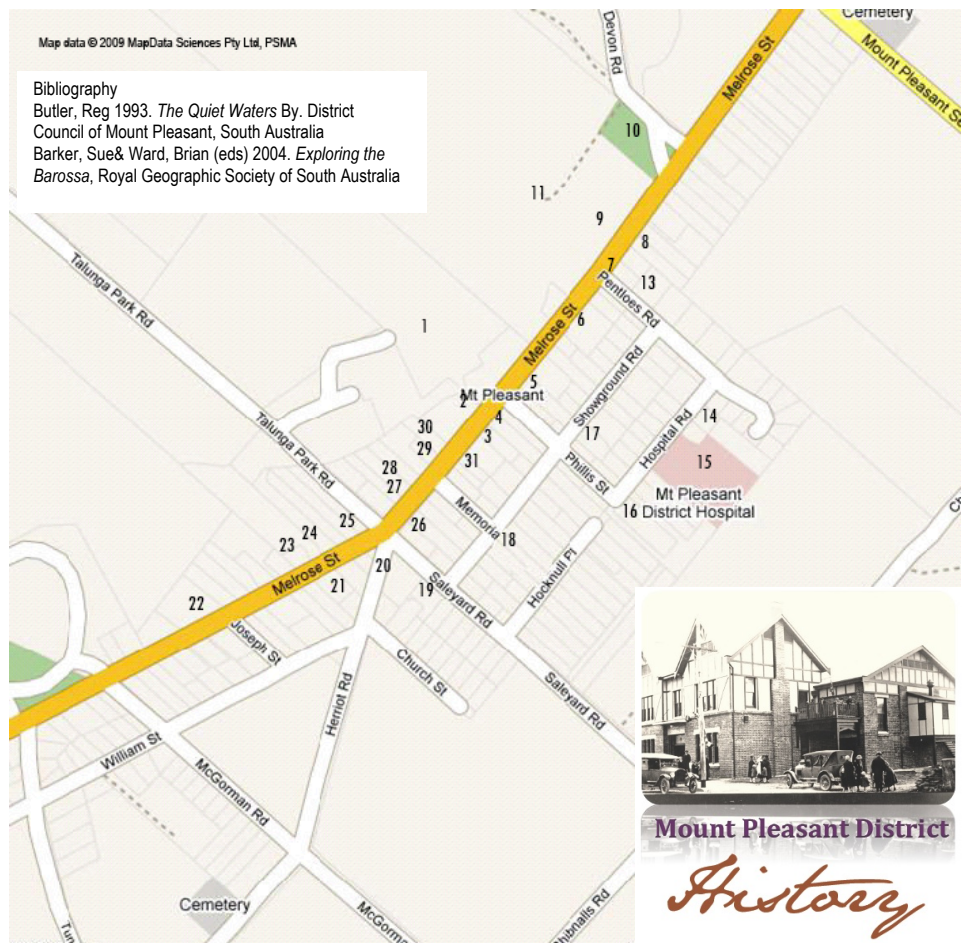 Cemetery
Map data © 2009 MapData Sciences Pty Ltd, PSMA
Devon Rd
Melrose St
Mount Pleasant
Bibliography
Butler, Reg 1993. The Quiet Waters By. District
Council of Mount Pleasant, South Australia
Barker, Sue& Ward, Brian (eds) 2004. Exploring the
Barossa, Royal Geographic Society of South Australia
10
11
9
8
7
13
Pentloes Rd
Talunga Park Rd
6
1
Melrose St
Showground Rd
5
Mt Pleasant
2
4
3
30
29
31
17
14
Hospital Rd
15
Talunga Park Rd
28
27
Phillis St
Mt Pleasant
District Hospital
16
25
26
24
23
Memoria
18
20
Melrose St
21
19
Saleyard Rd
Hocknull Pl
22
Joseph St
Church St
Herriot Rd
Saleyard Rd
William St
McGorman Rd
Mount Pleasant District
History
Cemetery
McGorma
Shibnalls Rd
Tun